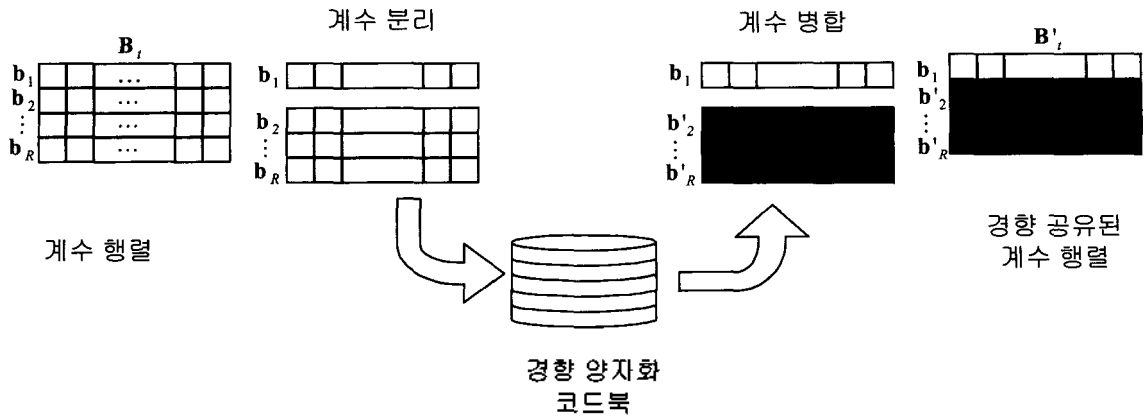 계수 분리
계수 병합
B_t
b_1
...
b_2
...
⋮
...
b_R
...
b_1
b_2
⋮
b_R
b_1
b'_2
⋮
b'_R
B'_t
b_1
b'_2
⋮
b'_R
계수 행렬
경향 공유된
계수 행렬
경향 양자화
코드북